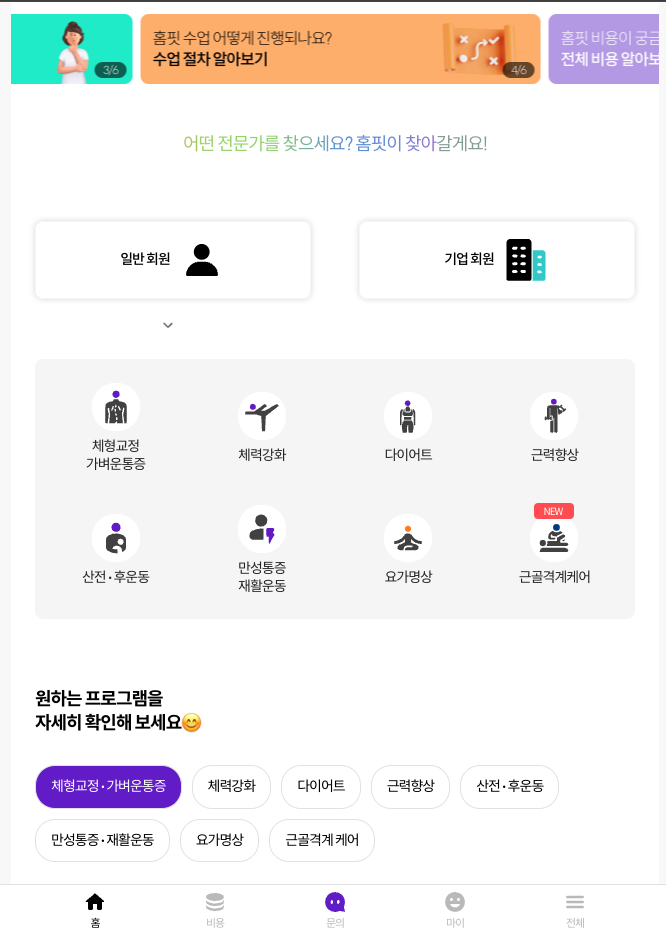 3/6
홈핏 수업 어떻게 진행되나요?
수업 절차 알아보기
4/6
홈핏 비용이 궁금
전체 비용 알아보
어떤 전문가를 찾으세요? 홈핏이 찾아갈게요!
일반 회원
기업 회원
체형교정
가벼운통증
체력강화
다이어트
근력향상
산전·후운동
만성통증
재활운동
요가명상
NEW
근골격계케어
원하는 프로그램을
자세히 확인해 보세요😊
체형교정·가벼운통증
체력강화
다이어트
근력향상
산전·후운동
만성통증·재활운동
요가명상
근골격계 케어
홈
비용
문의
마이
전체